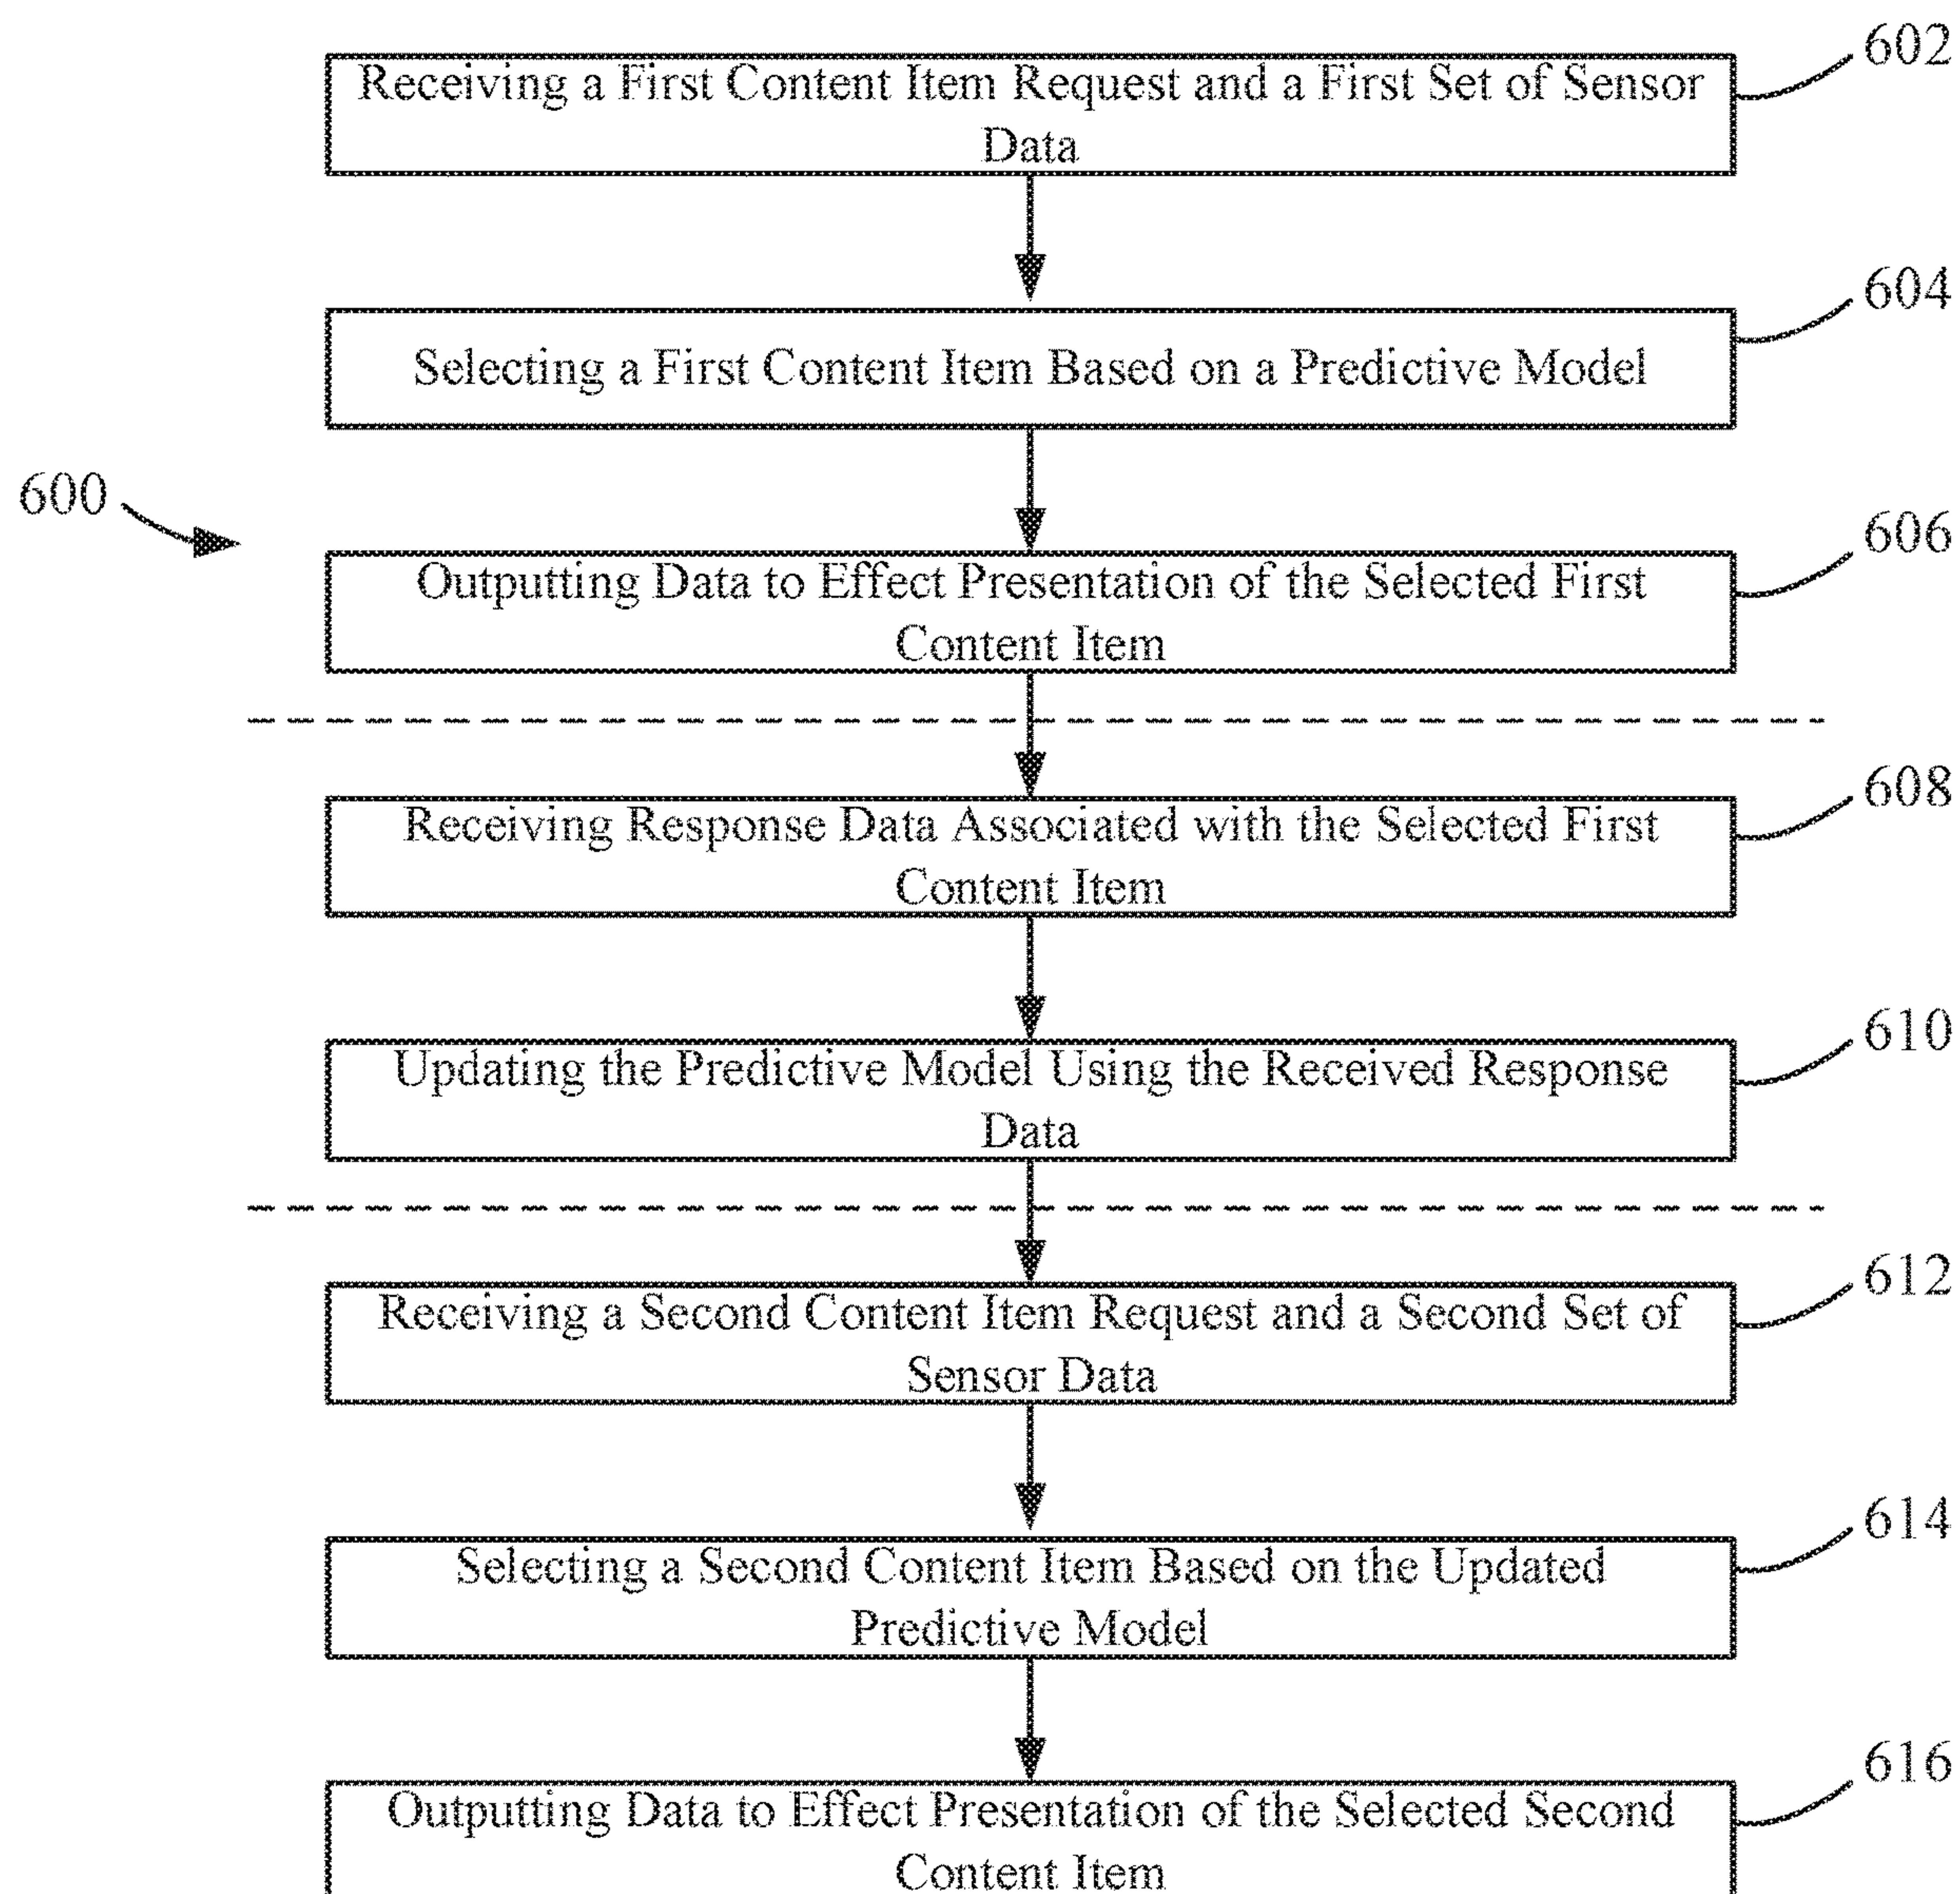 602
Receiving a First Content Item Request and a First Set of Sensor
Data
604
Selecting a First Content Item Based on a Predictive Model
600
606
Outputting Data to Effect Presentation of the Selected First
Content Item
608
Receiving Response Data Associated with the Selected First
Content Item
610
Updating the Predictive Model Using the Received Response
Data
612
Receiving a Second Content Item Request and a Second Set of
Sensor Data
614
Selecting a Second Content Item Based on the Updated
Predictive Model
616
Outputting Data to Effect Presentation of the Selected Second
Content Item